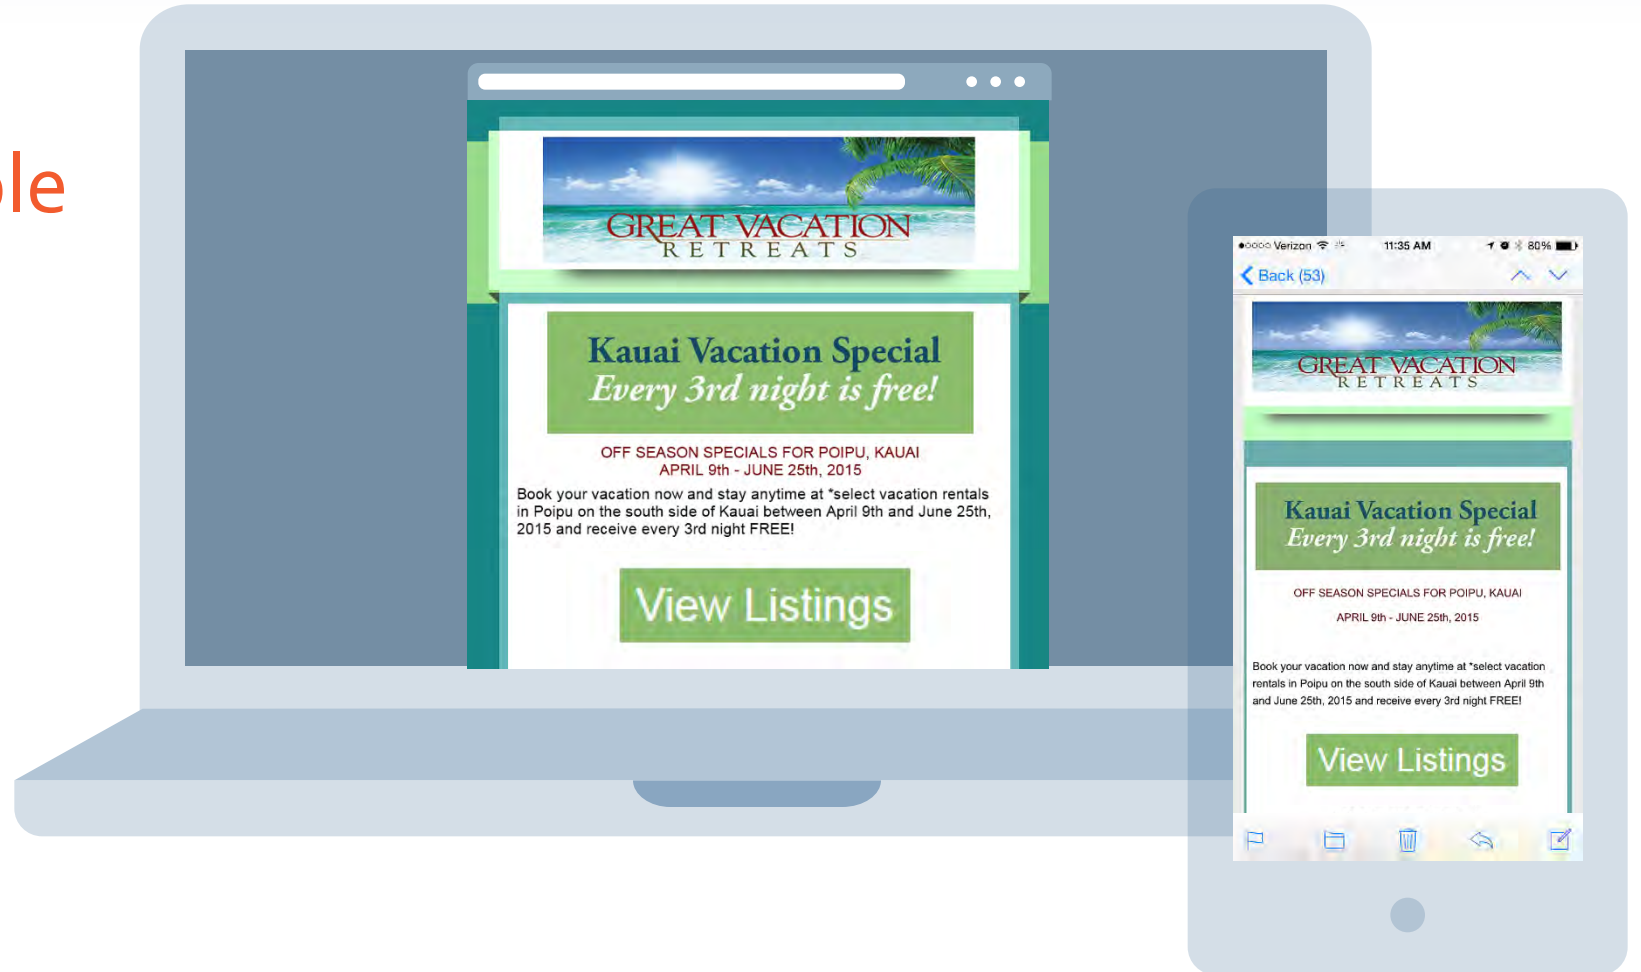 GREAT VACATION
RETREATS
Kauai Vacation Special
Every 3rd night is free!
OFF SEASON SPECIALS FOR POIPU, KAUAI
APRIL 9th - JUNE 25th, 2015
Book your vacation now and stay anytime at *select vacation rentals
in Poipu on the south side of Kauai between April 9th and June 25th,
2015 and receive every 3rd night FREE!
View Listings
Verizon 11:35 AM 80%
Back (53)
GREAT VACATION
RETREATS
Kauai Vacation Special
Every 3rd night is free!
OFF SEASON SPECIALS FOR POIPU, KAUAI
APRIL 9th - JUNE 25th, 2015
Book your vacation now and stay anytime at *select vacation
rentals in Poipu on the south side of Kauai between April 9th
and June 25th, 2015 and receive every 3rd night FREE!
View Listings